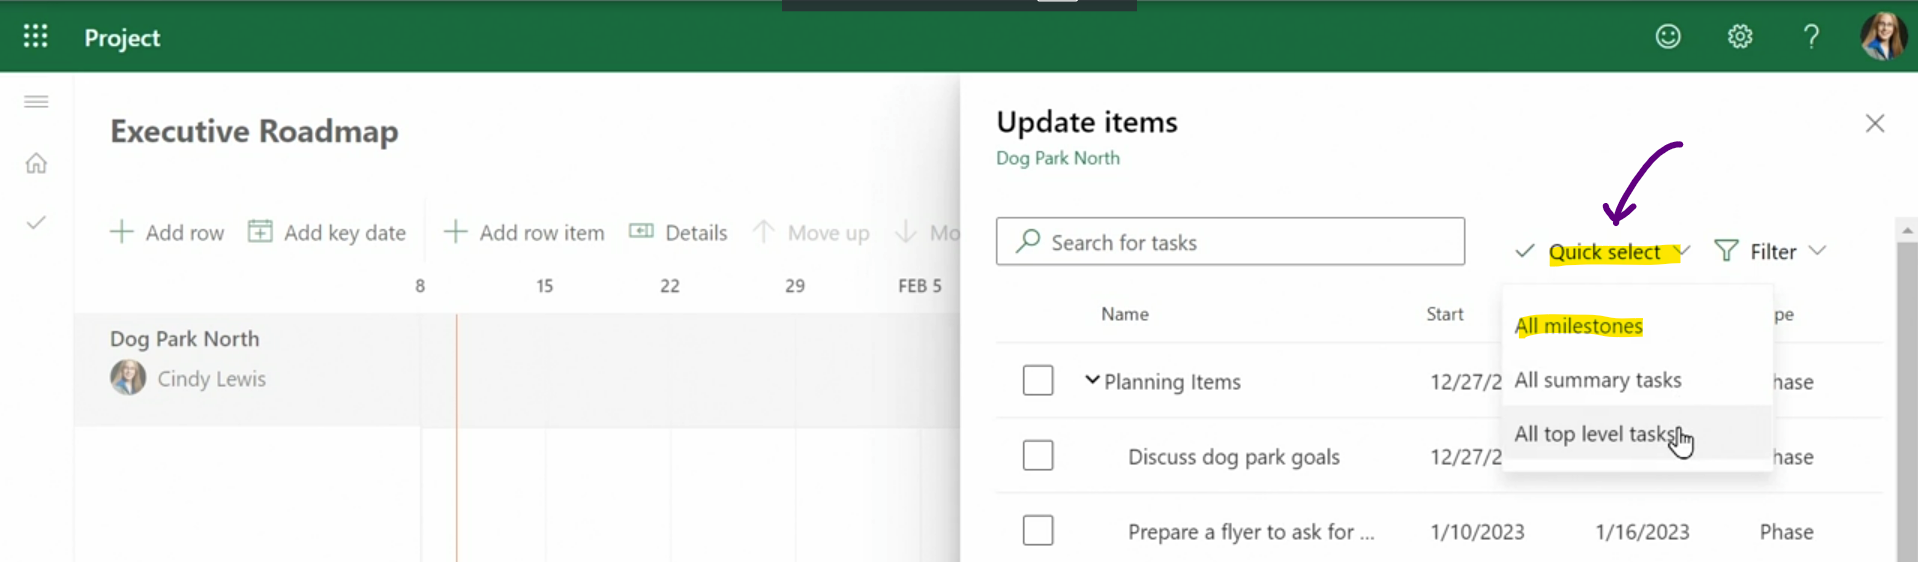 Project
Executive Roadmap
Add row
Add key date
Add row item
Details
Move up
Mo
8 15 22 29 FEB 5
Dog Park North
Cindy Lewis
Update items
Dog Park North
Search for tasks
Quick select
Filter
All milestones
All summary tasks
All top level tasks
Name Start pe
Planning Items 12/27/2 hase
Discuss dog park goals 12/27/2 hase
Prepare a flyer to ask for ... 1/10/2023 1/16/2023 Phase